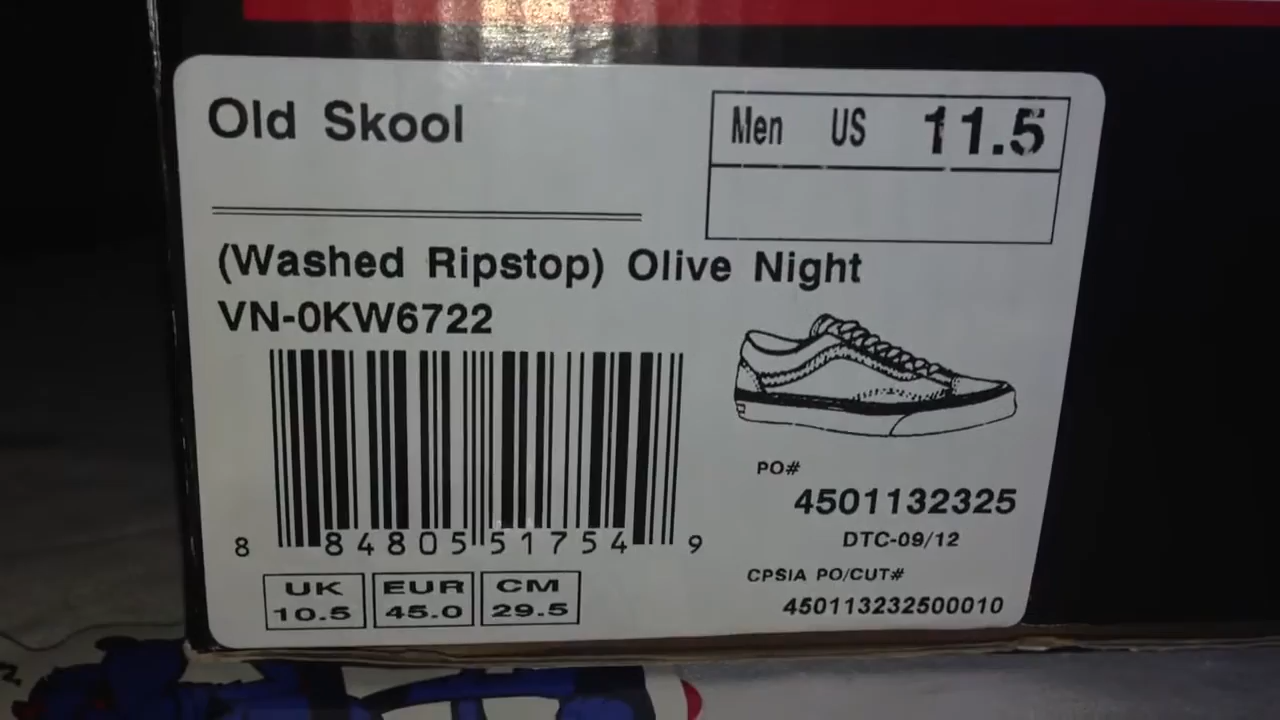 Old Skool
Men US 11.5
(Washed Ripstop) Olive Night
VN-0KW6722
8 84805 51754 9
UK EUR CM
10.5 45.0 29.5
PO#
4501132325
DTC-09/12
CPSIA PO/CUT#
450113232500010